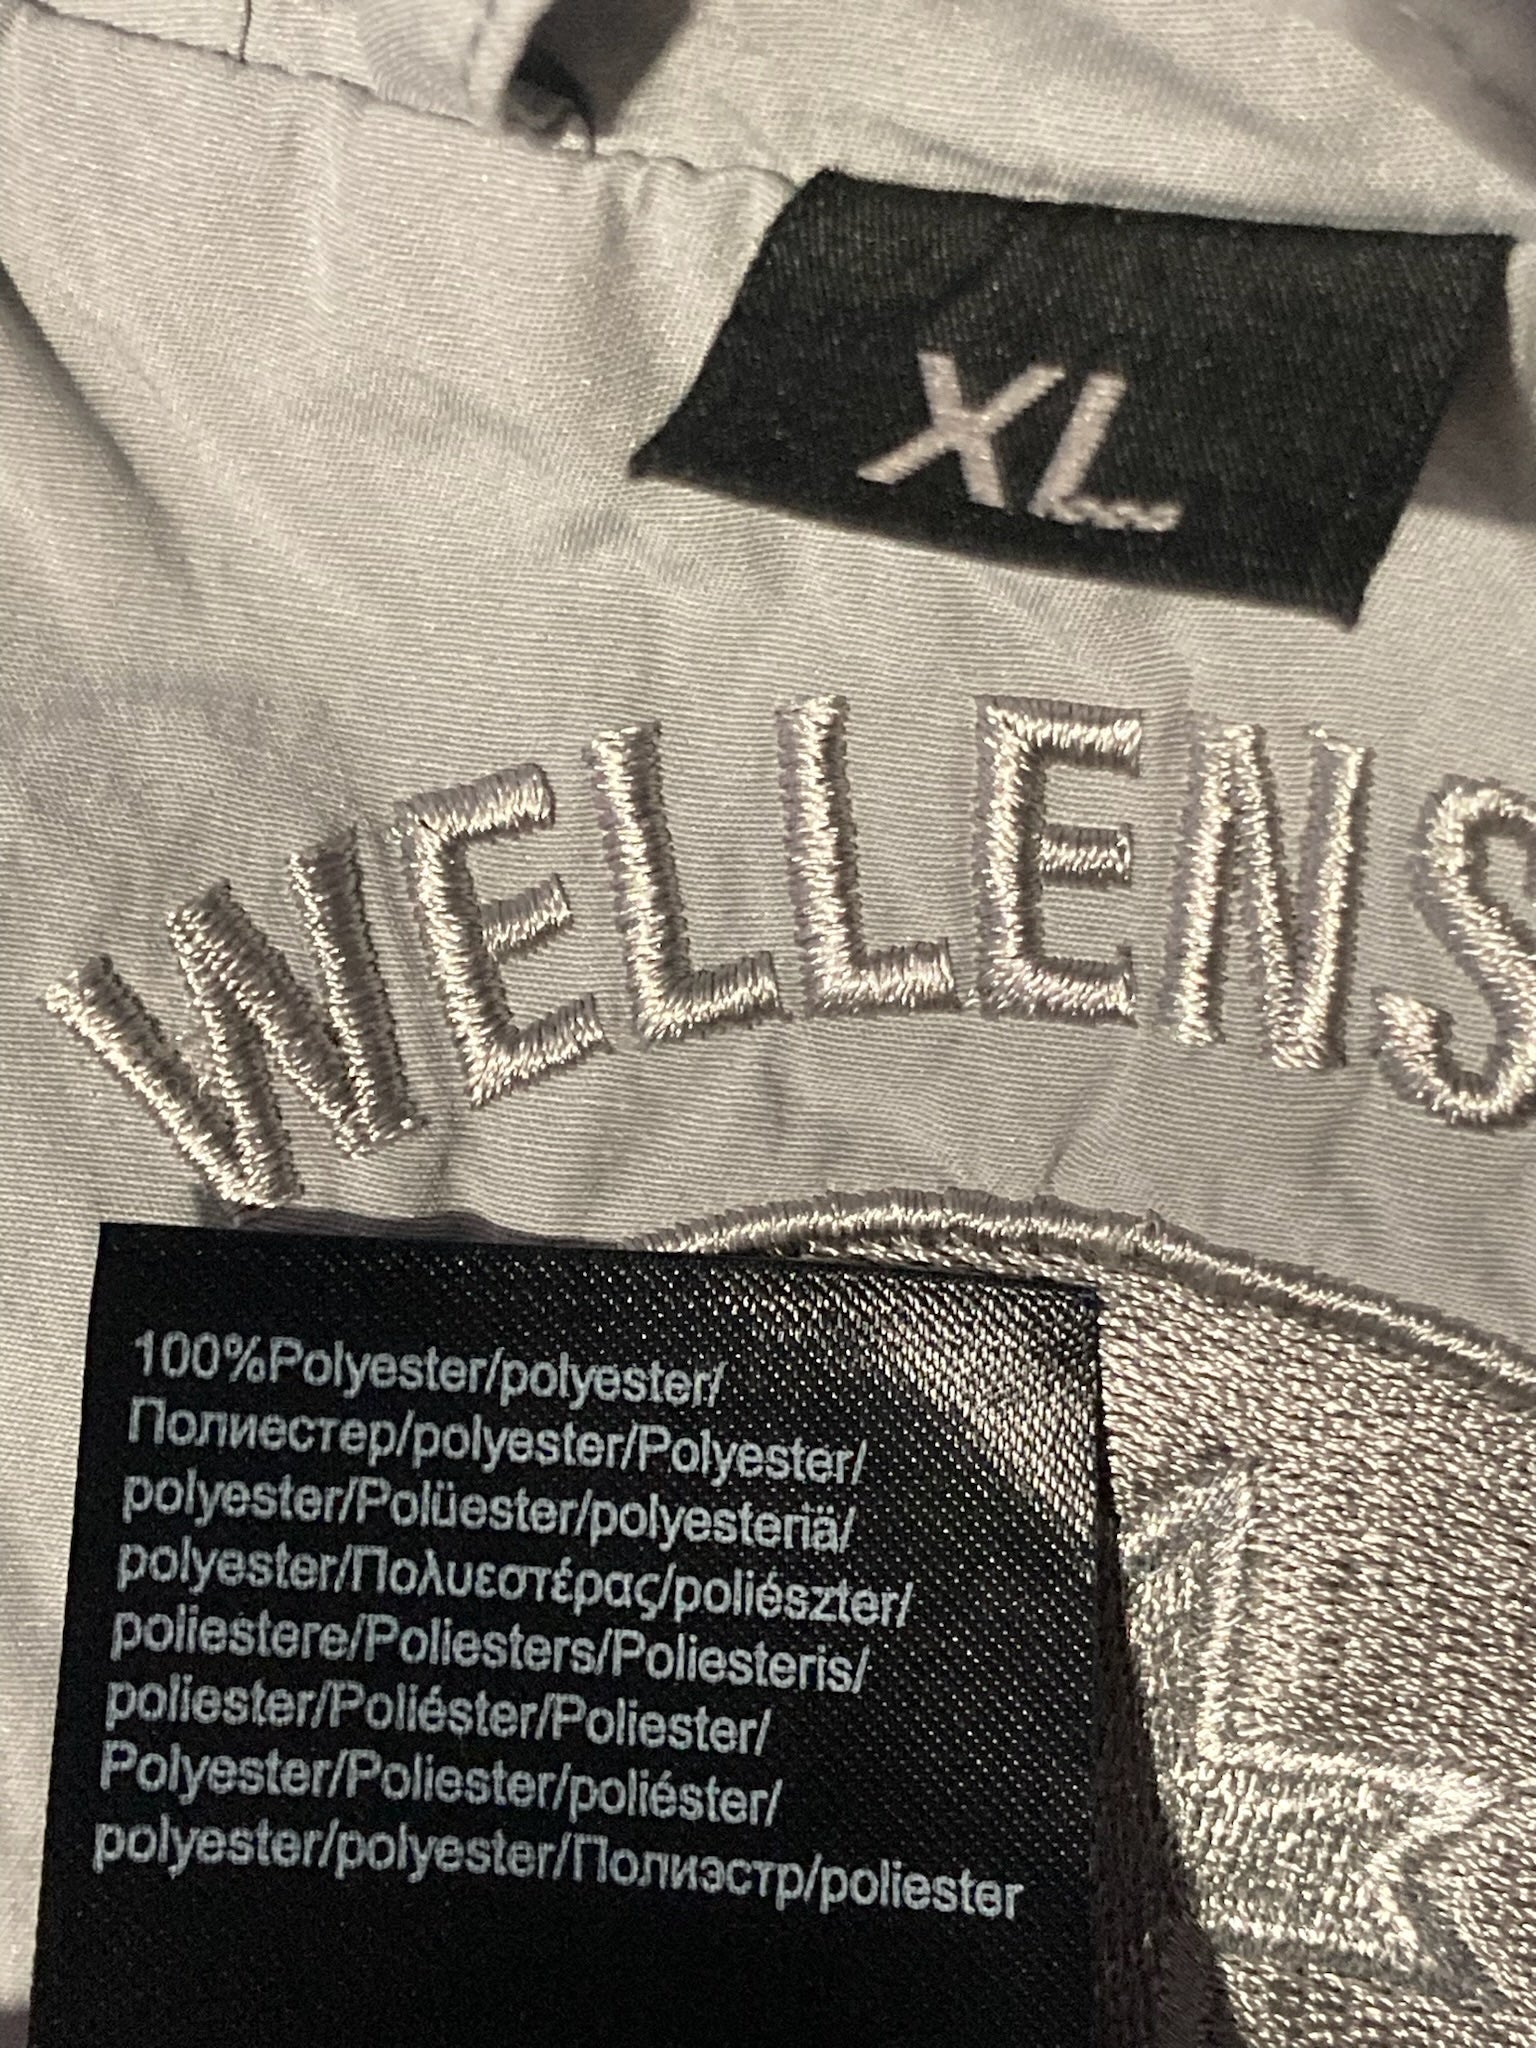 XL
WELLENS
100%Polyester/polyester/
Полиестер/polyester/Polyester/
polyester/Polüester/polyesteriä/
polyester/Πολυεστέρας/poliészter/
poliestere/Poliesters/Poliesteris/
poliester/Poliéster/Poliester/
Polyester/Poliester/poliéster/
polyester/polyester/Полиэстр/poliester